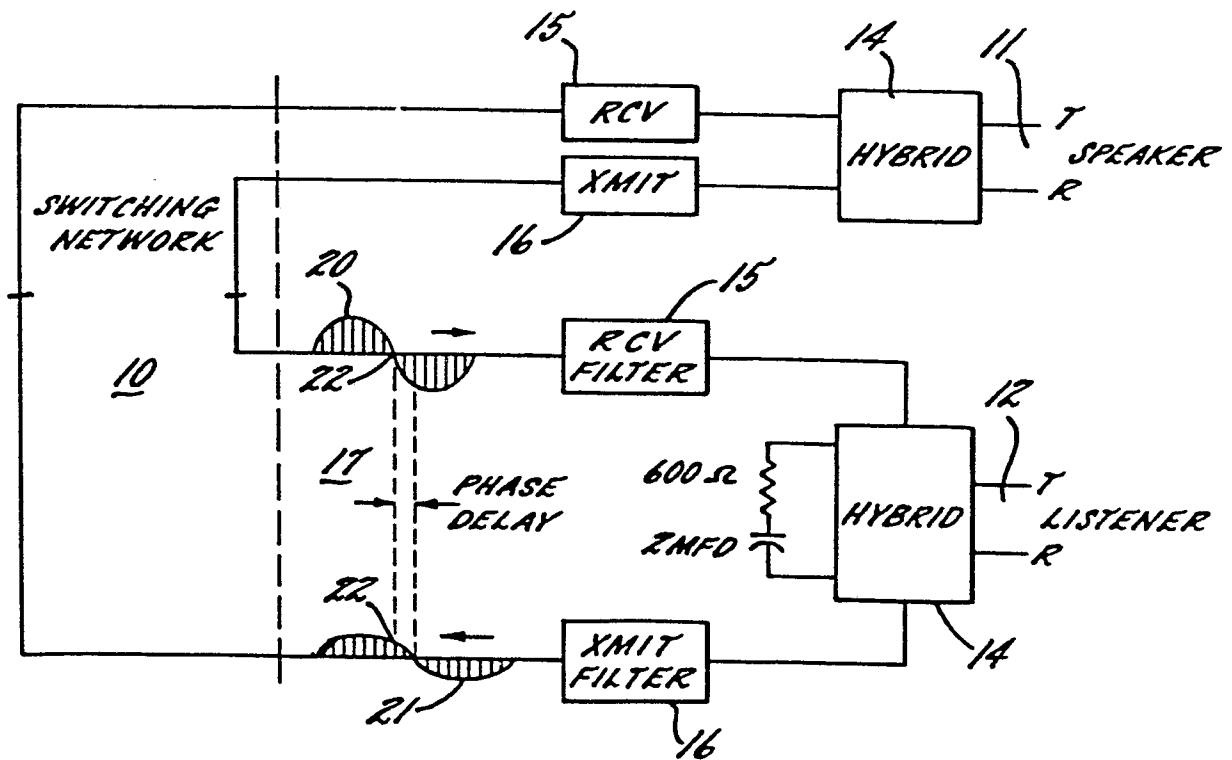 15
14
11
RCV
HYBRID
T
SPEAKER
R
XMIT
16
SWITCHING
NETWORK
20
15
22
RCV
FILTER
10
12
17
PHASE
DELAY
600 Ω
2MFD
HYBRID
T
LISTENER
R
22
XMIT
FILTER
14
21
16